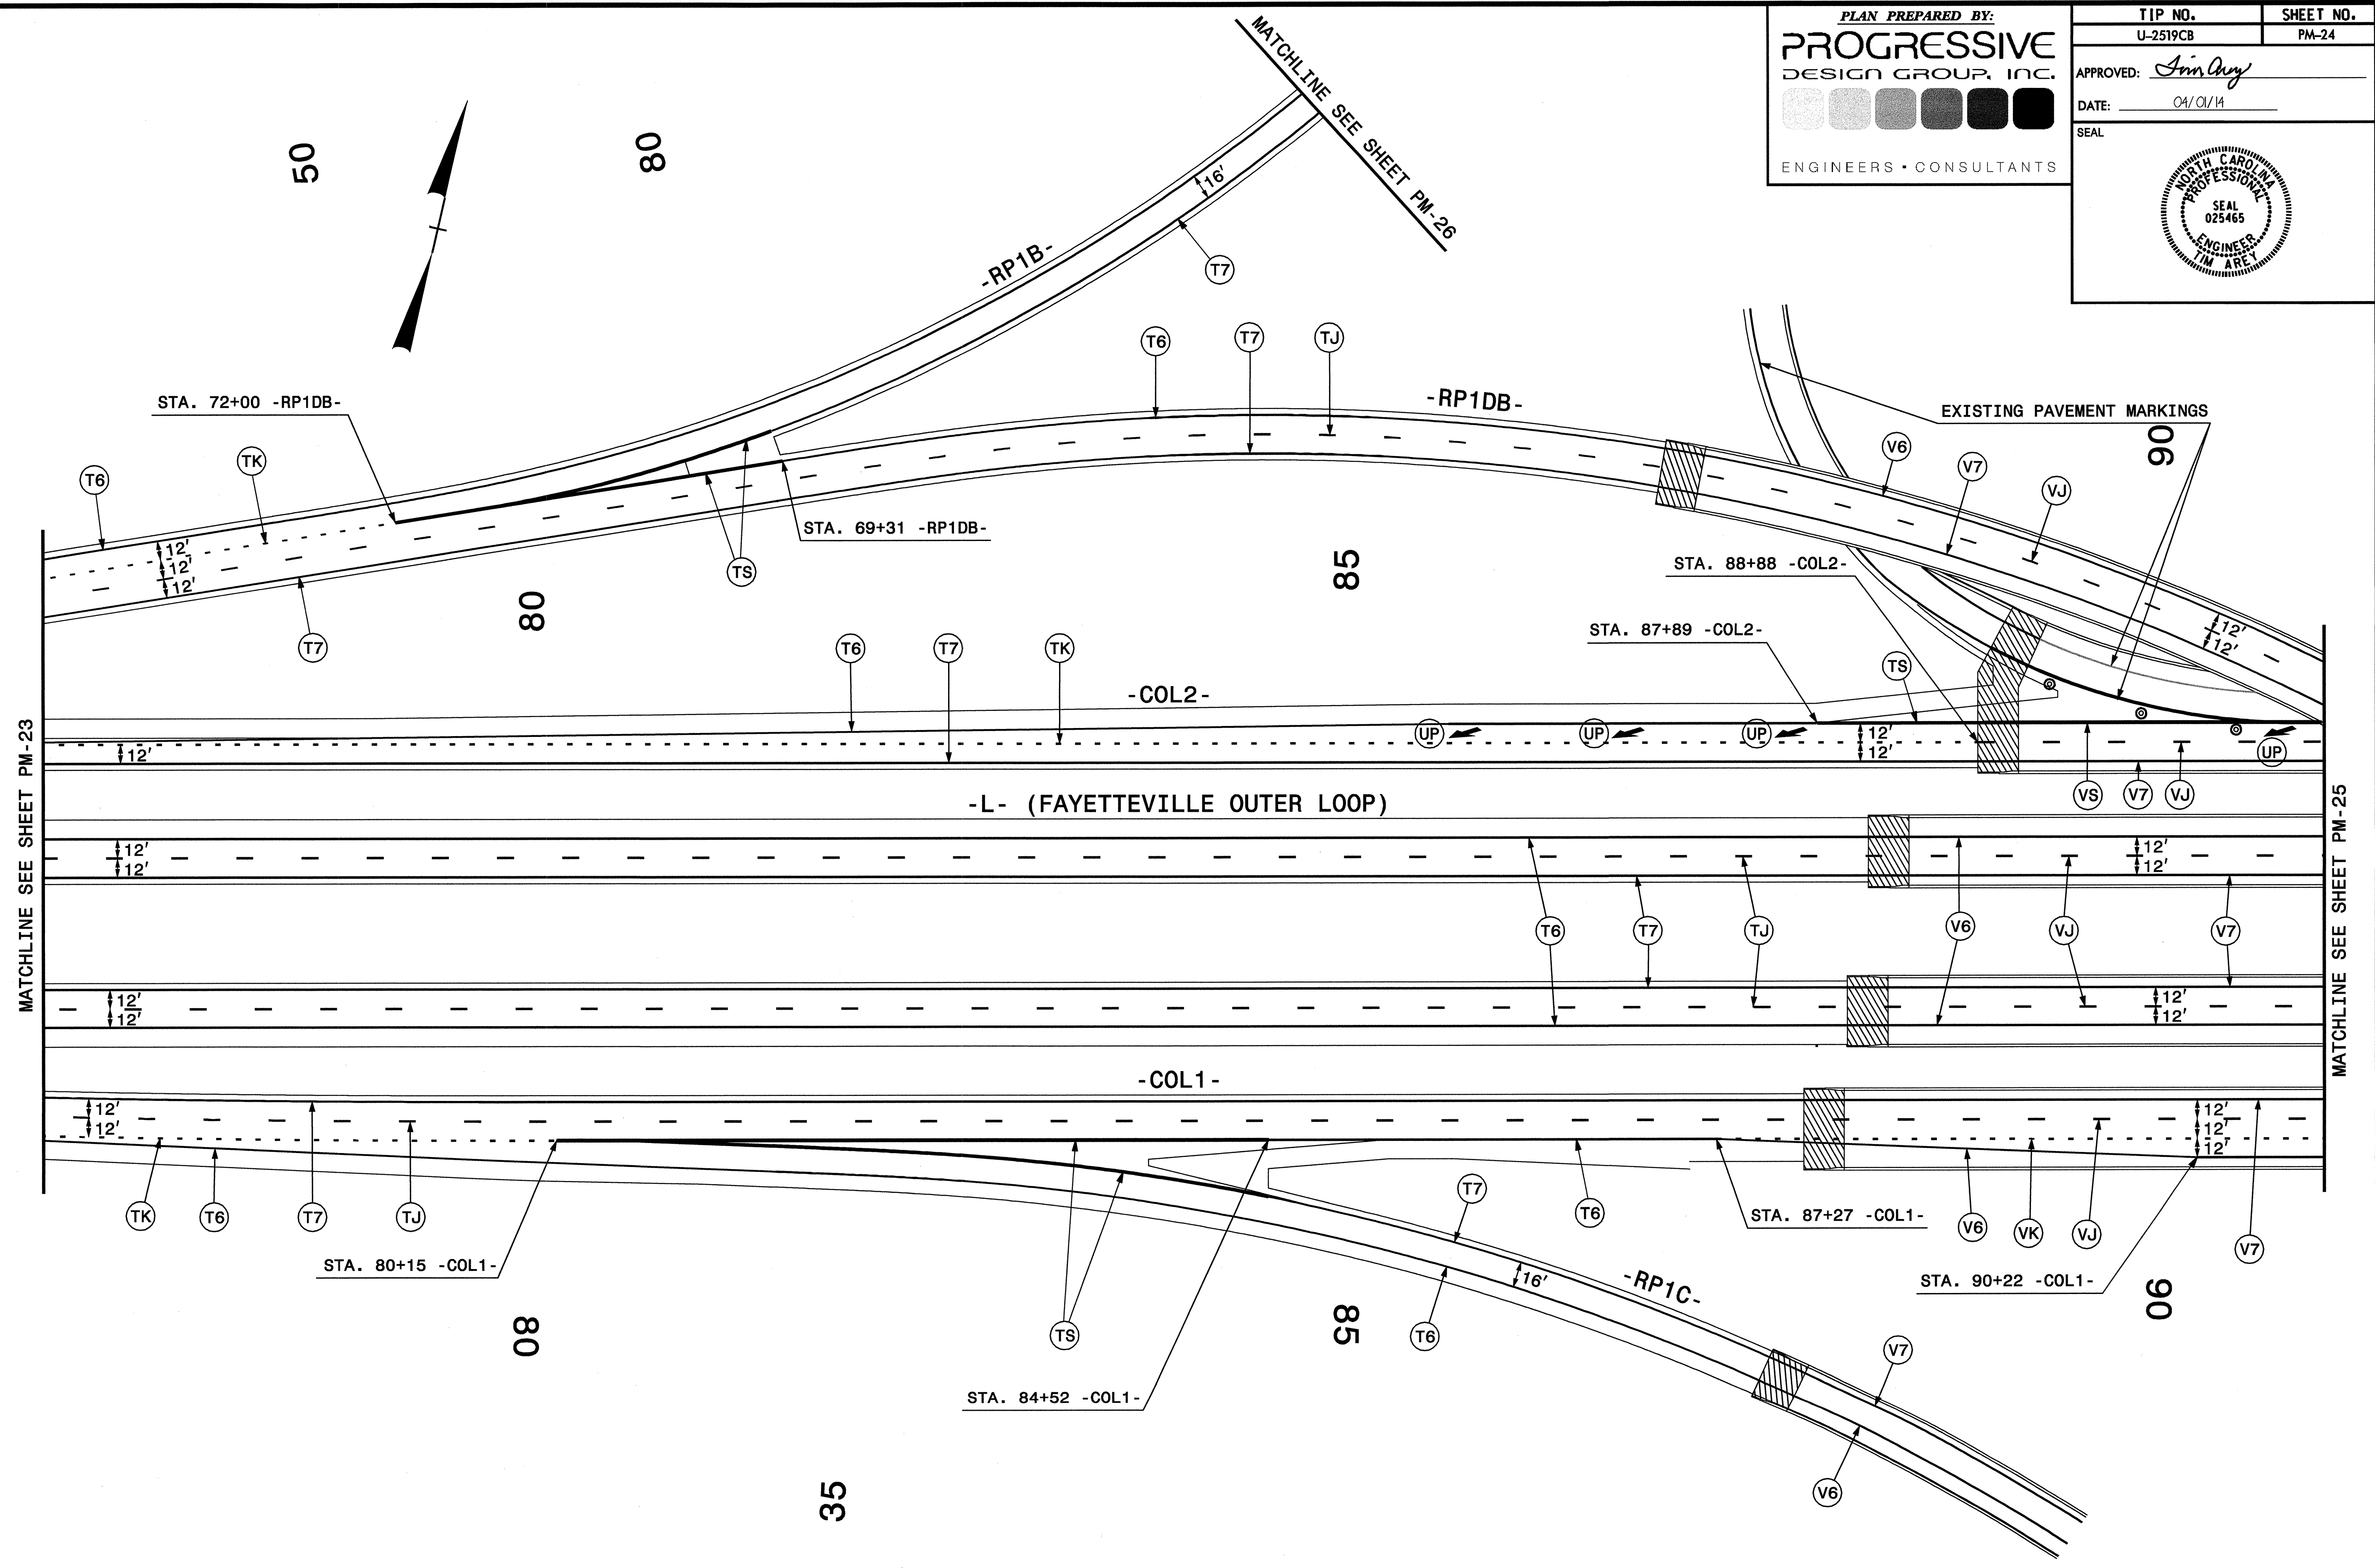 PLAN PREPARED BY:
PROGRESSIVE
DESIGN GROUP, INC.
ENGINEERS • CONSULTANTS
TIP NO.
SHEET NO.
U-2519CB
PM-24
APPROVED: Tim Arey
DATE: 04/01/14
SEAL
NORTH CAROLINA
PROFESSIONAL
SEAL
025465
ENGINEER
TIM AREY
MATCHLINE SEE SHEET PM-26
50
80
16'
-RP1B-
T7
T6
T7
TJ
-RP1DB-
STA. 72+00 -RP1DB-
EXISTING PAVEMENT MARKINGS
90
V6
V7
VJ
T6
TK
12'
12'
12'
STA. 69+31 -RP1DB-
TS
T7
80
85
STA. 88+88 -COL2-
STA. 87+89 -COL2-
12'
12'
T6
T7
TK
TS
-COL2-
UP
UP
UP
UP
12'
12'
12'
VS
V7
VJ
-L- (FAYETTEVILLE OUTER LOOP)
MATCHLINE SEE SHEET PM-23
MATCHLINE SEE SHEET PM-25
12'
12'
12'
12'
T6
T7
TJ
V6
VJ
V7
12'
12'
12'
12'
-COL1-
12'
12'
12'
12'
12'
TK
T6
T7
TJ
T7
T6
STA. 87+27 -COL1-
V6
VK
VJ
V7
STA. 80+15 -COL1-
16'
-RP1C-
STA. 90+22 -COL1-
80
TS
85
T6
90
V7
STA. 84+52 -COL1-
V6
35